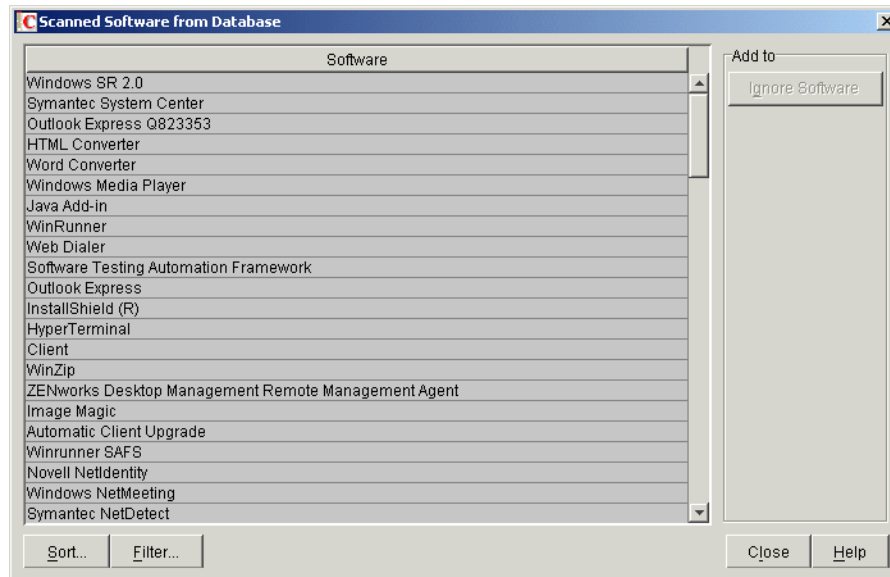 Scanned Software from Database
Software
Windows SR 2.0
Symantec System Center
Outlook Express Q823353
HTML Converter
Word Converter
Windows Media Player
Java Add-in
WinRunner
Web Dialer
Software Testing Automation Framework
Outlook Express
InstallShield (R)
HyperTerminal
Client
WinZip
ZENworks Desktop Management Remote Management Agent
Image Magic
Automatic Client Upgrade
Winrunner SAFS
Novell NetIdentity
Windows NetMeeting
Symantec NetDetect
Add to
Ignore Software
Sort... Filter... Close Help